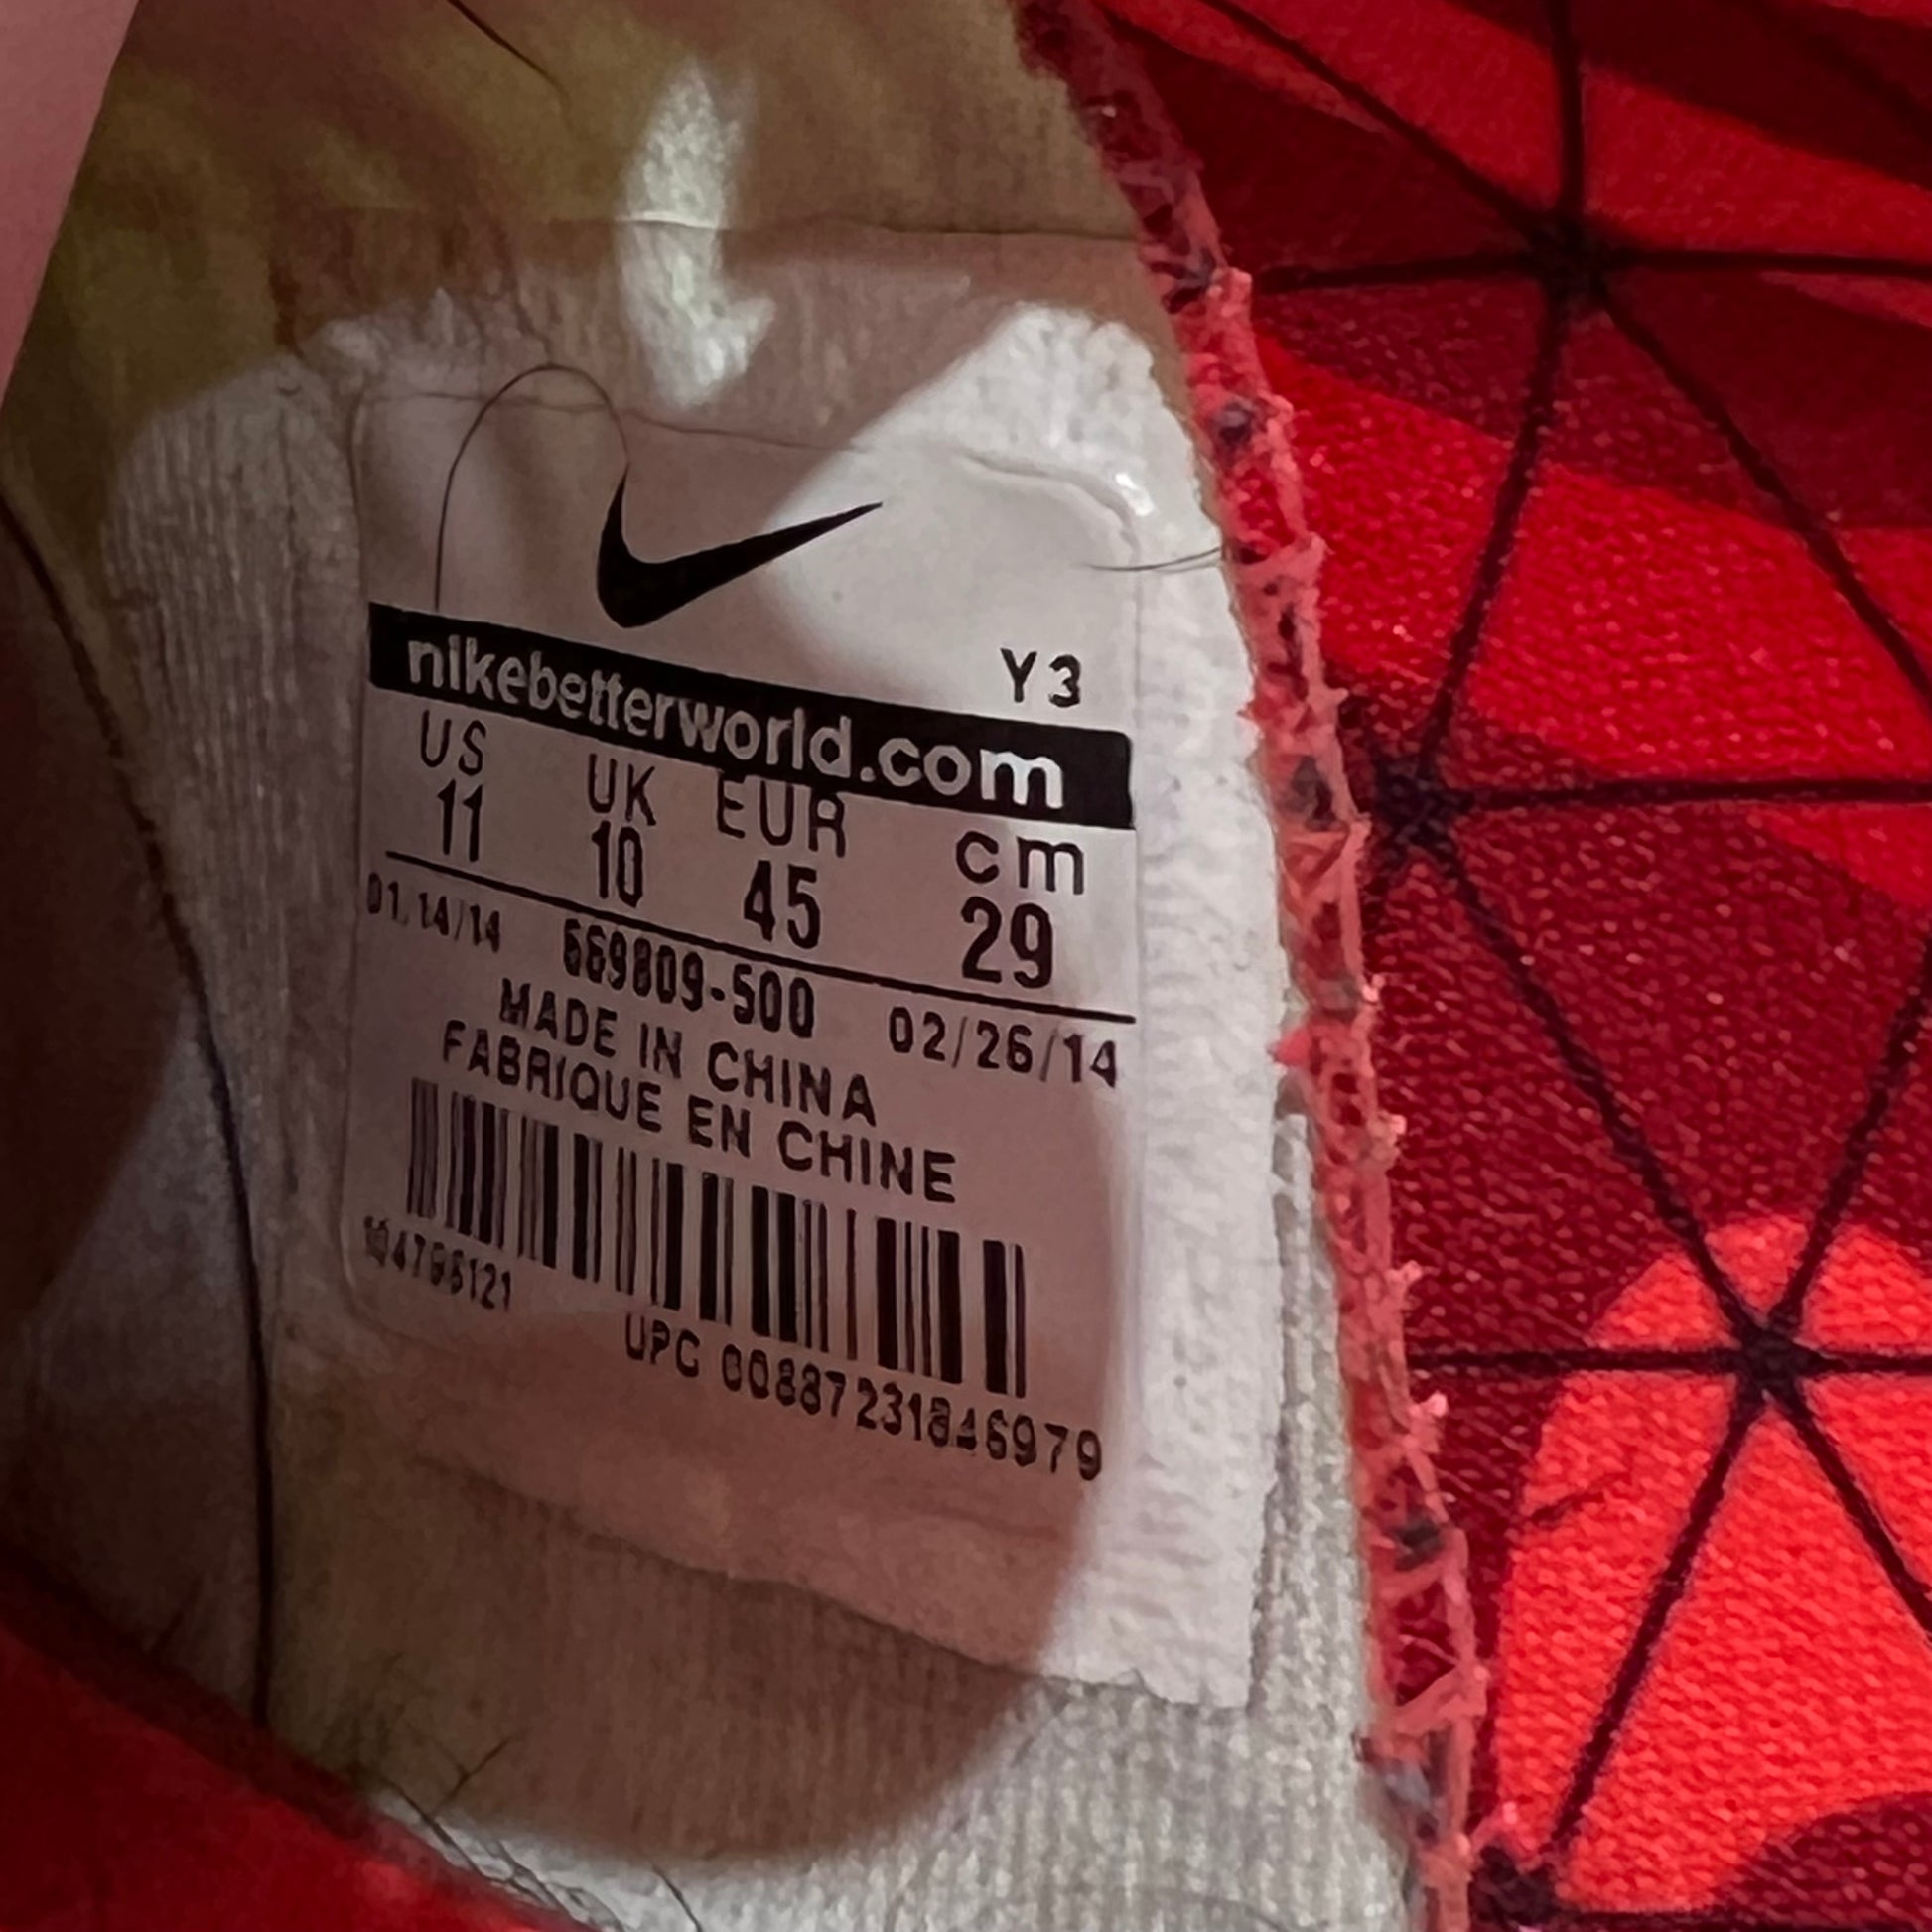 Y3
nikebetterworld.com
US UK EUR cm
11 10 45 29
01/14/14 669809-500 02/26/14
MADE IN CHINA
FABRIQUE EN CHINE
UPC 00887231846979